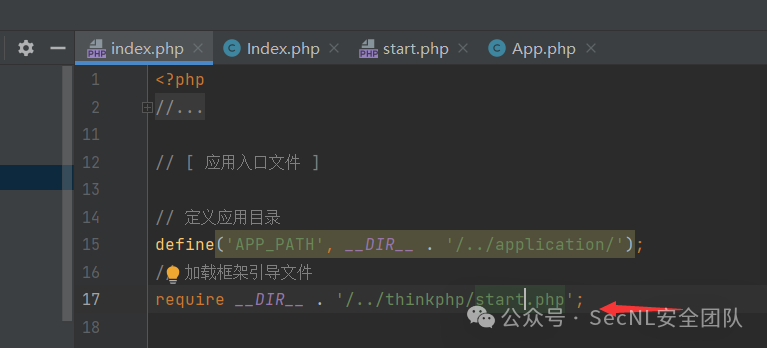 index.php Index.php start.php App.php
1 <?php
2 //...
11
12 // [ 应用入口文件 ]
13
14 // 定义应用目录
15 define('APP_PATH', __DIR__ . '/../application/');
16 / 加载框架引导文件
17 require __DIR__ . '/../thinkphp/start.php';
18
公众号 · SecNL安全团队